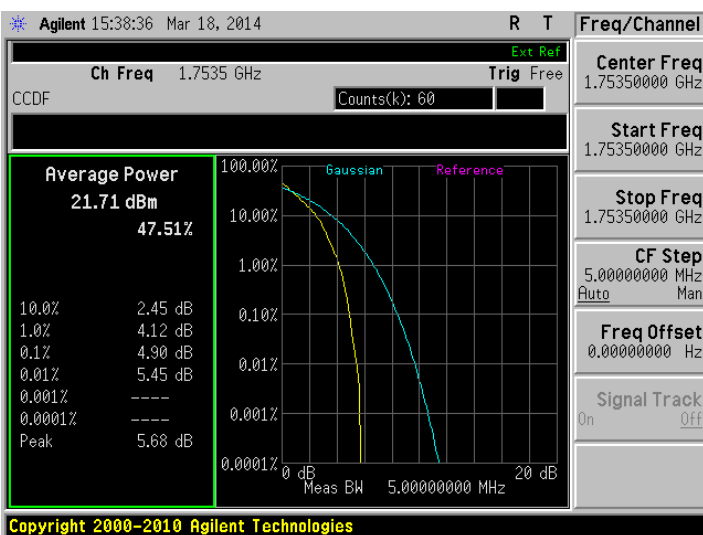 Agilent 15:38:36 Mar 18, 2014 R T
Ext Ref
Ch Freq 1.7535 GHz Trig Free
CCDF Counts(k): 60
Average Power
21.71 dBm
47.51%
10.0% 2.45 dB
1.0% 4.12 dB
0.1% 4.90 dB
0.01% 5.45 dB
0.001% ----
0.0001% ----
Peak 5.68 dB
100.00% Gaussian Reference
10.00%
1.00%
0.10%
0.01%
0.001%
0.0001%
0 dB 20 dB
Meas BW 5.00000000 MHz
Freq/Channel
Center Freq
1.75350000 GHz
Start Freq
1.75350000 GHz
Stop Freq
1.75350000 GHz
CF Step
5.00000000 MHz
Auto Man
Freq Offset
0.00000000 Hz
Signal Track
On Off
Copyright 2000-2010 Agilent Technologies